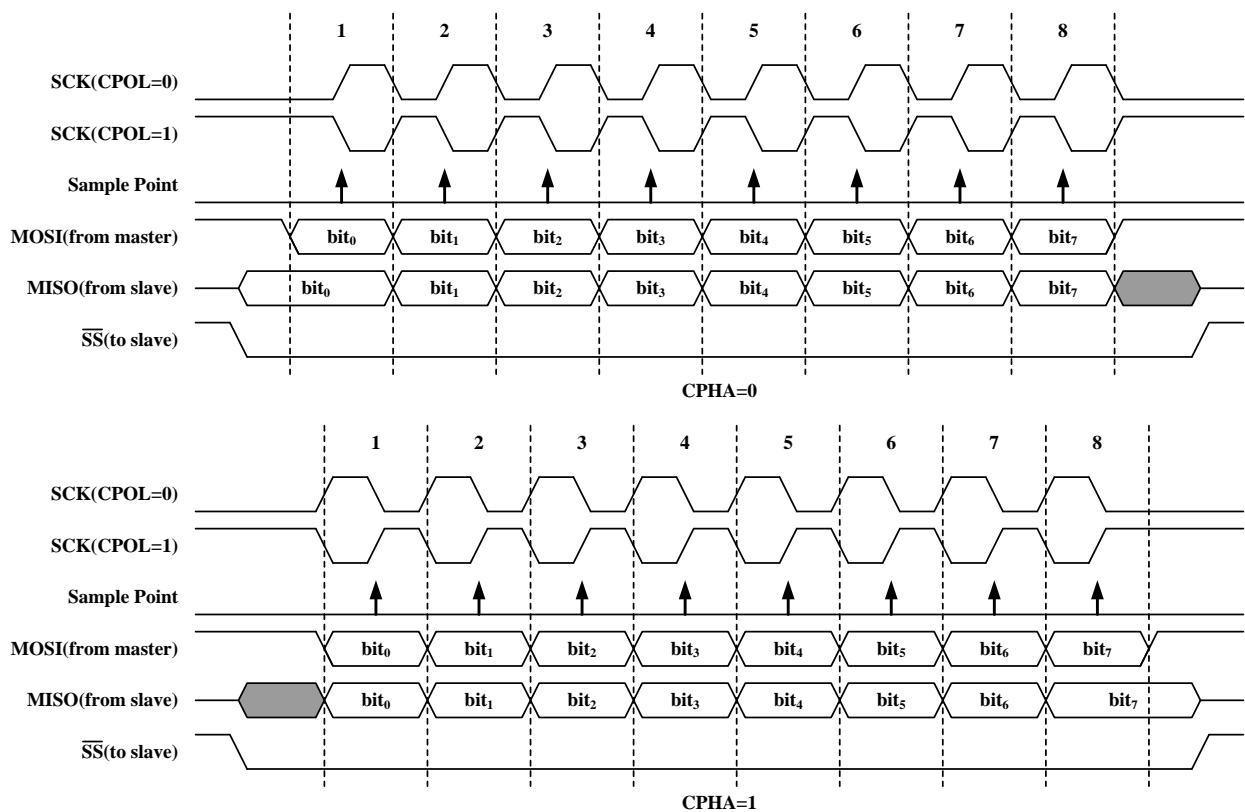 1 2 3 4 5 6 7 8
SCK(CPOL=0)
SCK(CPOL=1)
Sample Point
MOSI(from master) bit₀ bit₁ bit₂ bit₃ bit₄ bit₅ bit₆ bit₇
MISO(from slave) bit₀ bit₁ bit₂ bit₃ bit₄ bit₅ bit₆ bit₇
S̅S̅(to slave)
CPHA=0
1 2 3 4 5 6 7 8
SCK(CPOL=0)
SCK(CPOL=1)
Sample Point
MOSI(from master) bit₀ bit₁ bit₂ bit₃ bit₄ bit₅ bit₆ bit₇
MISO(from slave) bit₀ bit₁ bit₂ bit₃ bit₄ bit₅ bit₆ bit₇
S̅S̅(to slave)
CPHA=1